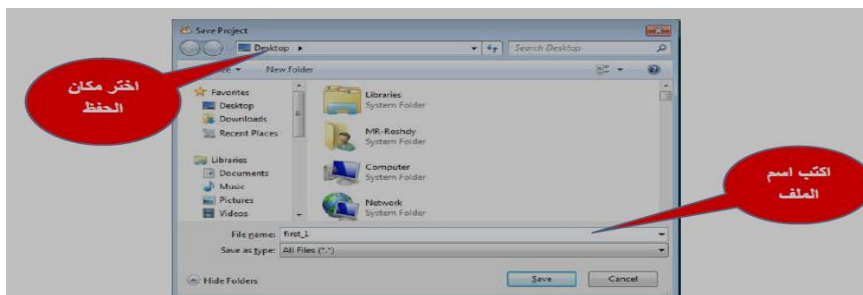 Save Project
Desktop
Search Desktop
New folder
اختر مكان
الحفظ
Favorites
Desktop
Downloads
Recent Places
Libraries
Documents
Music
Pictures
Videos
Libraries
System Folder
MR-Roshdy
System Folder
Computer
System Folder
Network
System Folder
اكتب اسم
الملف
File name: first_1
Save as type: All Files (*.*)
Hide Folders
Save
Cancel